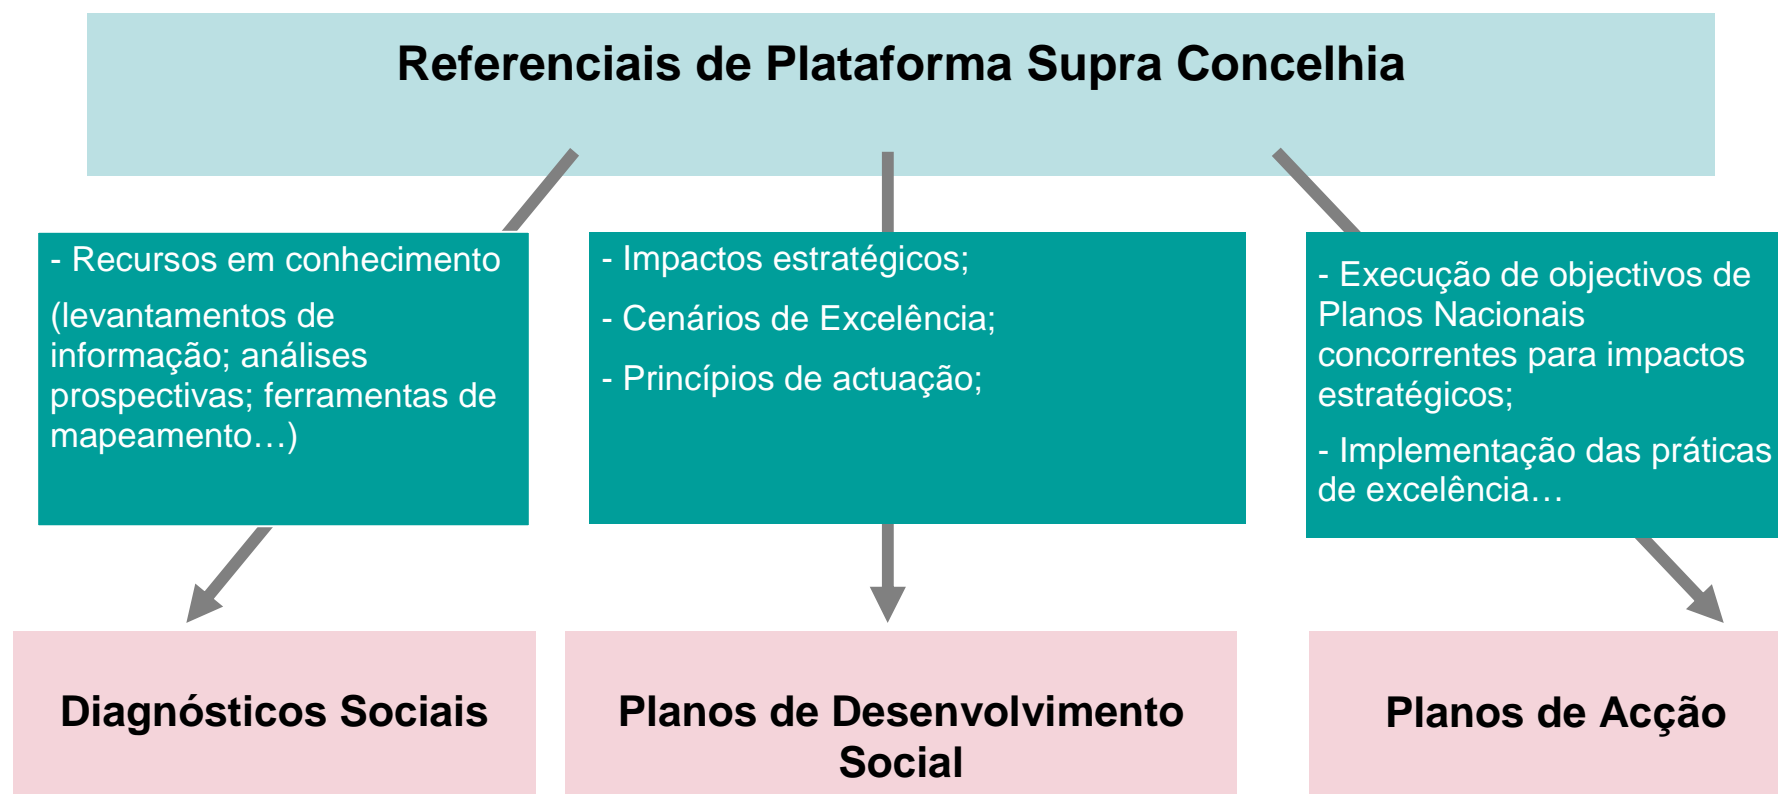 Referenciais de Plataforma Supra Concelhia
- Recursos em conhecimento
(levantamentos de
informação; análises
prospectivas; ferramentas de
mapeamento…)
- Impactos estratégicos;
- Cenários de Excelência;
- Princípios de actuação;
- Execução de objectivos de
Planos Nacionais
concorrentes para impactos
estratégicos;
- Implementação das práticas
de excelência…
Diagnósticos Sociais
Planos de Desenvolvimento
Social
Planos de Acção